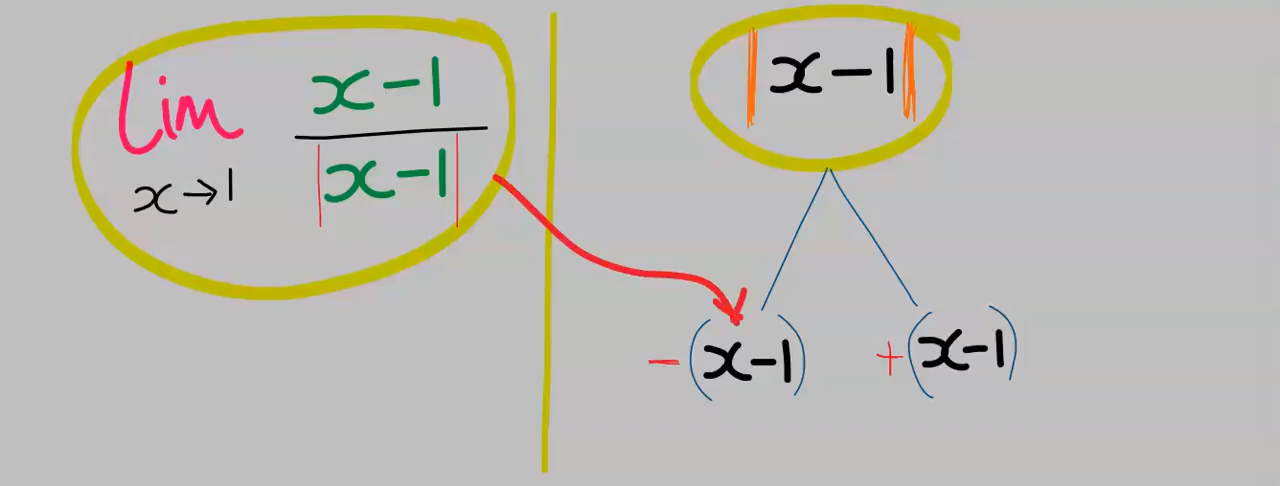 Lim x-1
x→1 |x-1|
|x-1|
-(x-1) +(x-1)